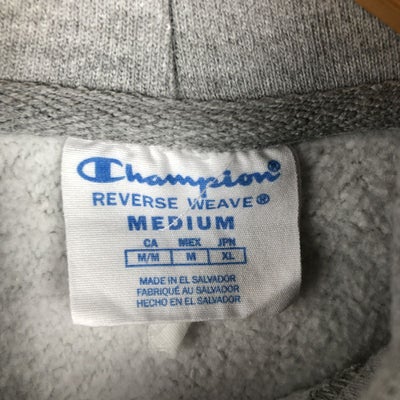 Champion®
REVERSE WEAVE®
MEDIUM
CA MEX JPN
M/M M XL
MADE IN EL SALVADOR
FABRIQUÉ AU SALVADOR
HECHO EN EL SALVADOR